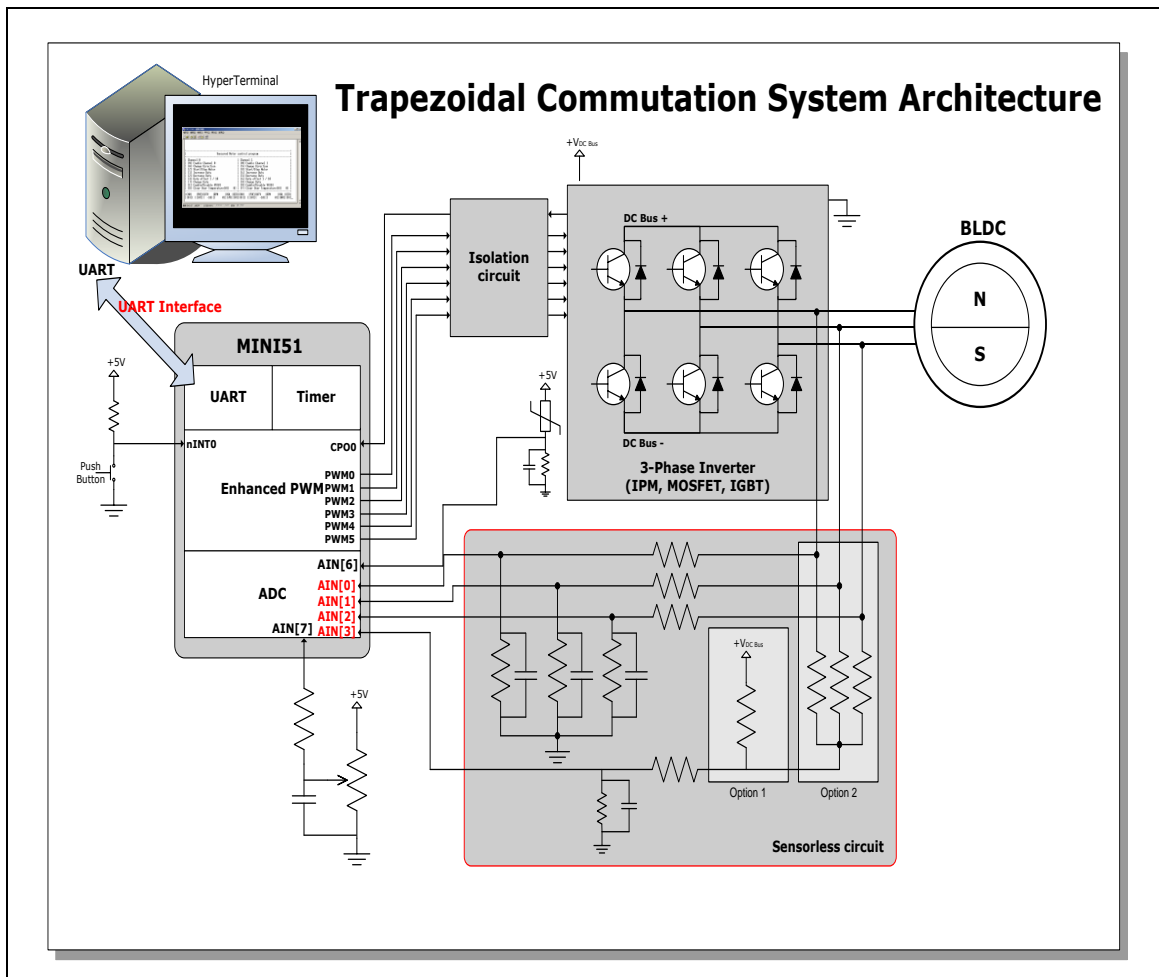 HyperTerminal
Trapezoidal Commutation System Architecture
+VDC Bus
DC Bus +
Isolation
circuit
BLDC
N
S
UART
UART Interface
MINI51
+5V
+5V
UART
Timer
nINT0
CPO0
Push
Button
DC Bus -
3-Phase Inverter
(IPM, MOSFET, IGBT)
Enhanced PWM
PWM0
PWM1
PWM2
PWM3
PWM4
PWM5
ADC
AIN[6]
AIN[0]
AIN[1]
AIN[2]
AIN[7]
AIN[3]
+VDC Bus
+5V
Option 1
Option 2
Sensorless circuit